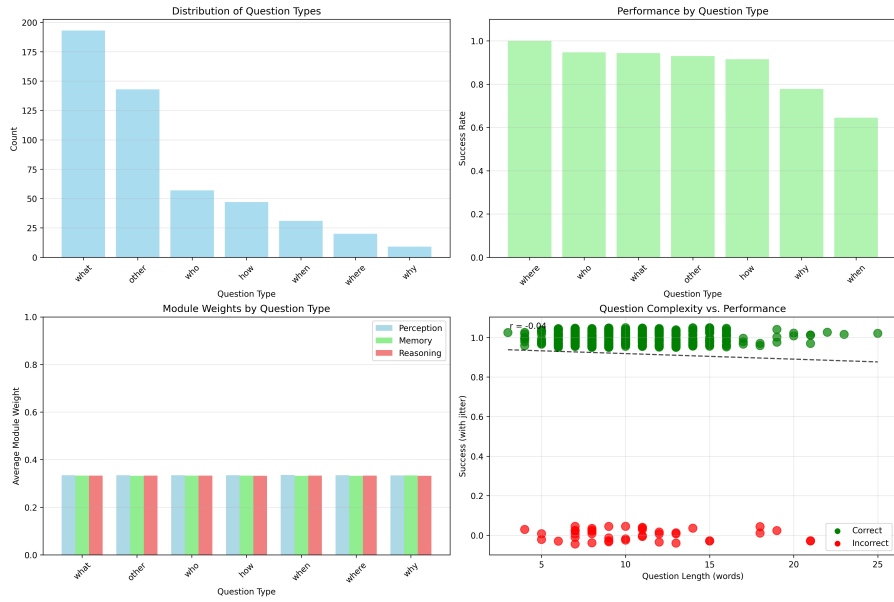 Distribution of Question Types
200
175
150
125
100
75
50
25
0
Count
what
other
who
how
when
where
why
Question Type
Performance by Question Type
1.0
0.8
0.6
0.4
0.2
0.0
Success Rate
where
who
what
other
how
why
when
Question Type
Module Weights by Question Type
1.0
0.8
0.6
0.4
0.2
0.0
Average Module Weight
Perception
Memory
Reasoning
what
other
who
how
when
where
why
Question Type
Question Complexity vs. Performance
r = -0.04
1.0
0.8
0.6
0.4
0.2
0.0
Success (with jitter)
Correct
Incorrect
5
10
15
20
25
Question Length (words)